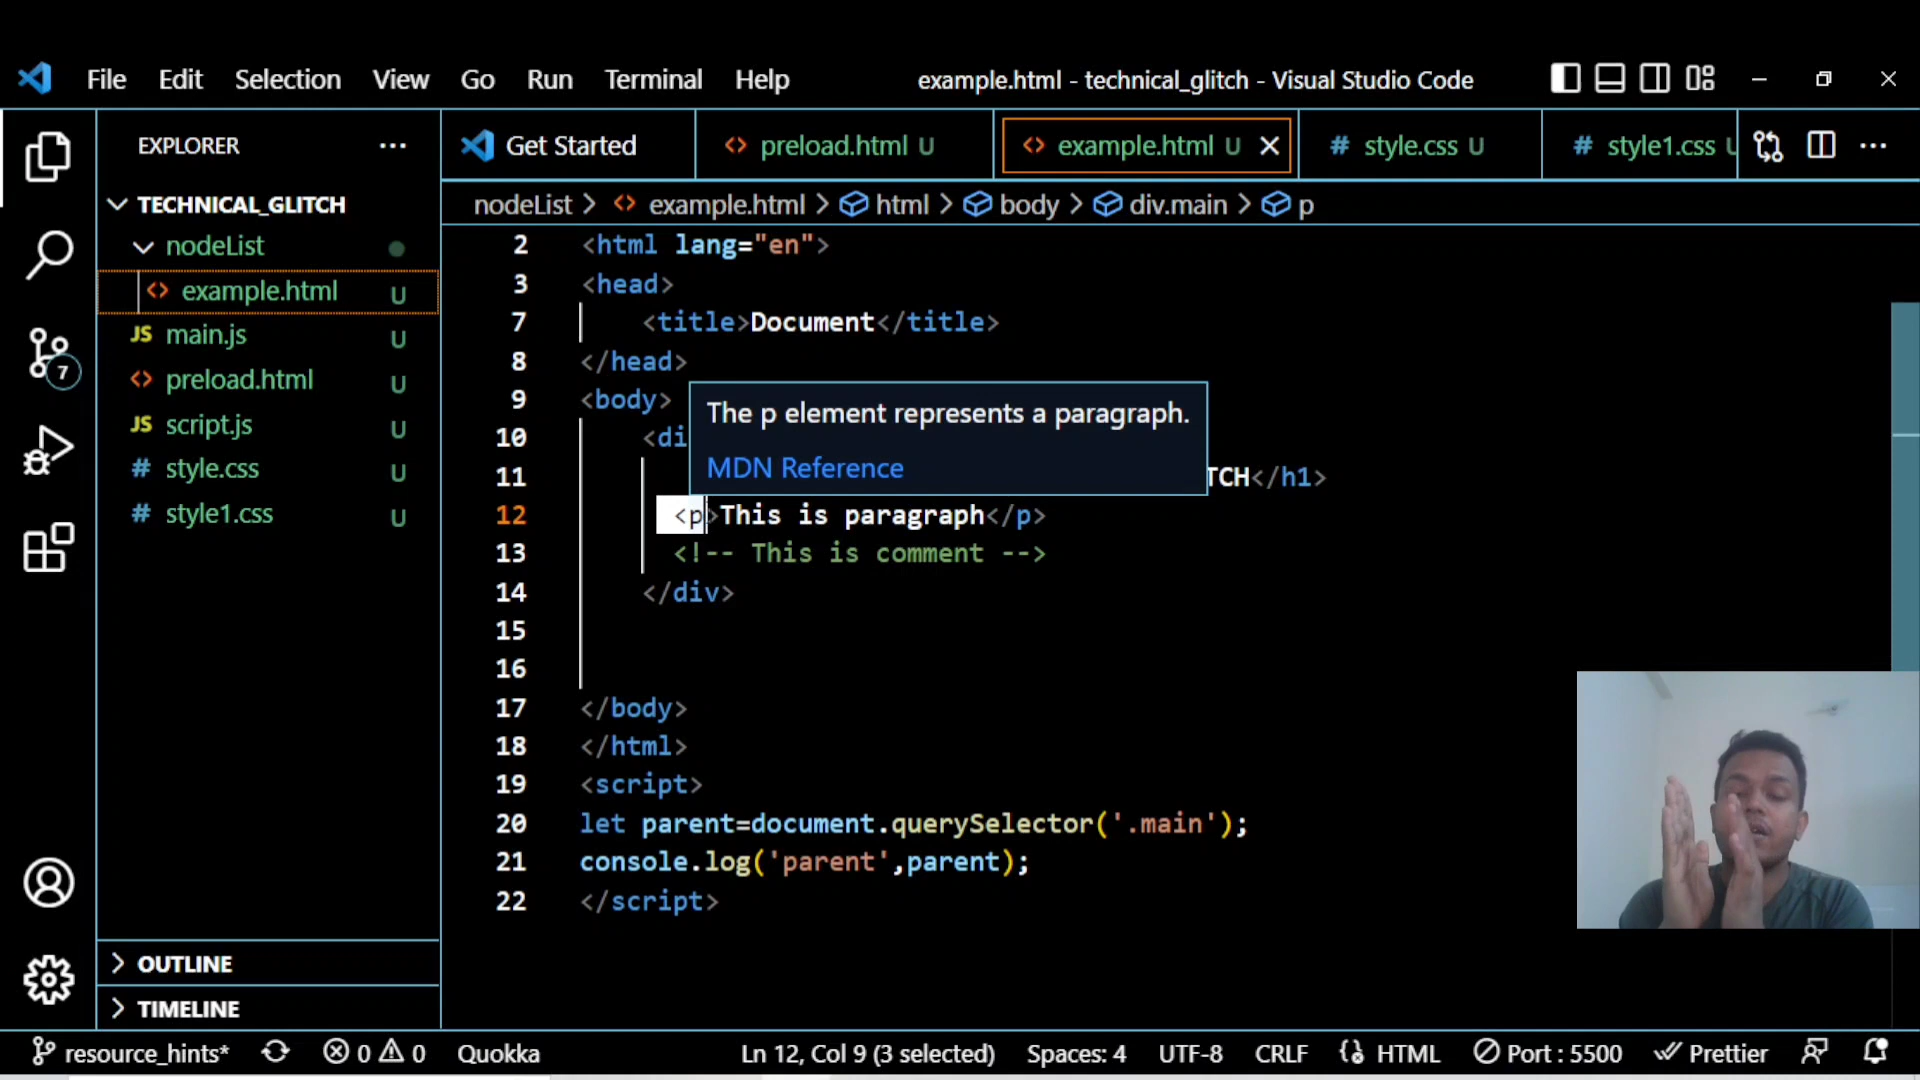 File Edit Selection View Go Run Terminal Help example.html - technical_glitch - Visual Studio Code
EXPLORER ...
Get Started
<> preload.html U
<> example.html U
# style.css U
# style1.css U
nodeList > <> example.html > html > body > div.main > p
TECHNICAL_GLITCH
nodeList
<> example.html U
JS main.js U
<> preload.html U
JS script.js U
# style.css U
# style1.css U
7
OUTLINE
TIMELINE
2 <html lang="en">
3 <head>
7 <title>Document</title>
8 </head>
9 <body>
The p element represents a paragraph.
MDN Reference
10 <di
11 TCH</h1>
12 <p>This is paragraph</p>
13 <!-- This is comment -->
14 </div>
15
16
17 </body>
18 </html>
19 <script>
20 let parent=document.querySelector('.main');
21 console.log('parent',parent);
22 </script>
resource_hints* 0 0 Quokka Ln 12, Col 9 (3 selected) Spaces: 4 UTF-8 CRLF HTML Port : 5500 Prettier